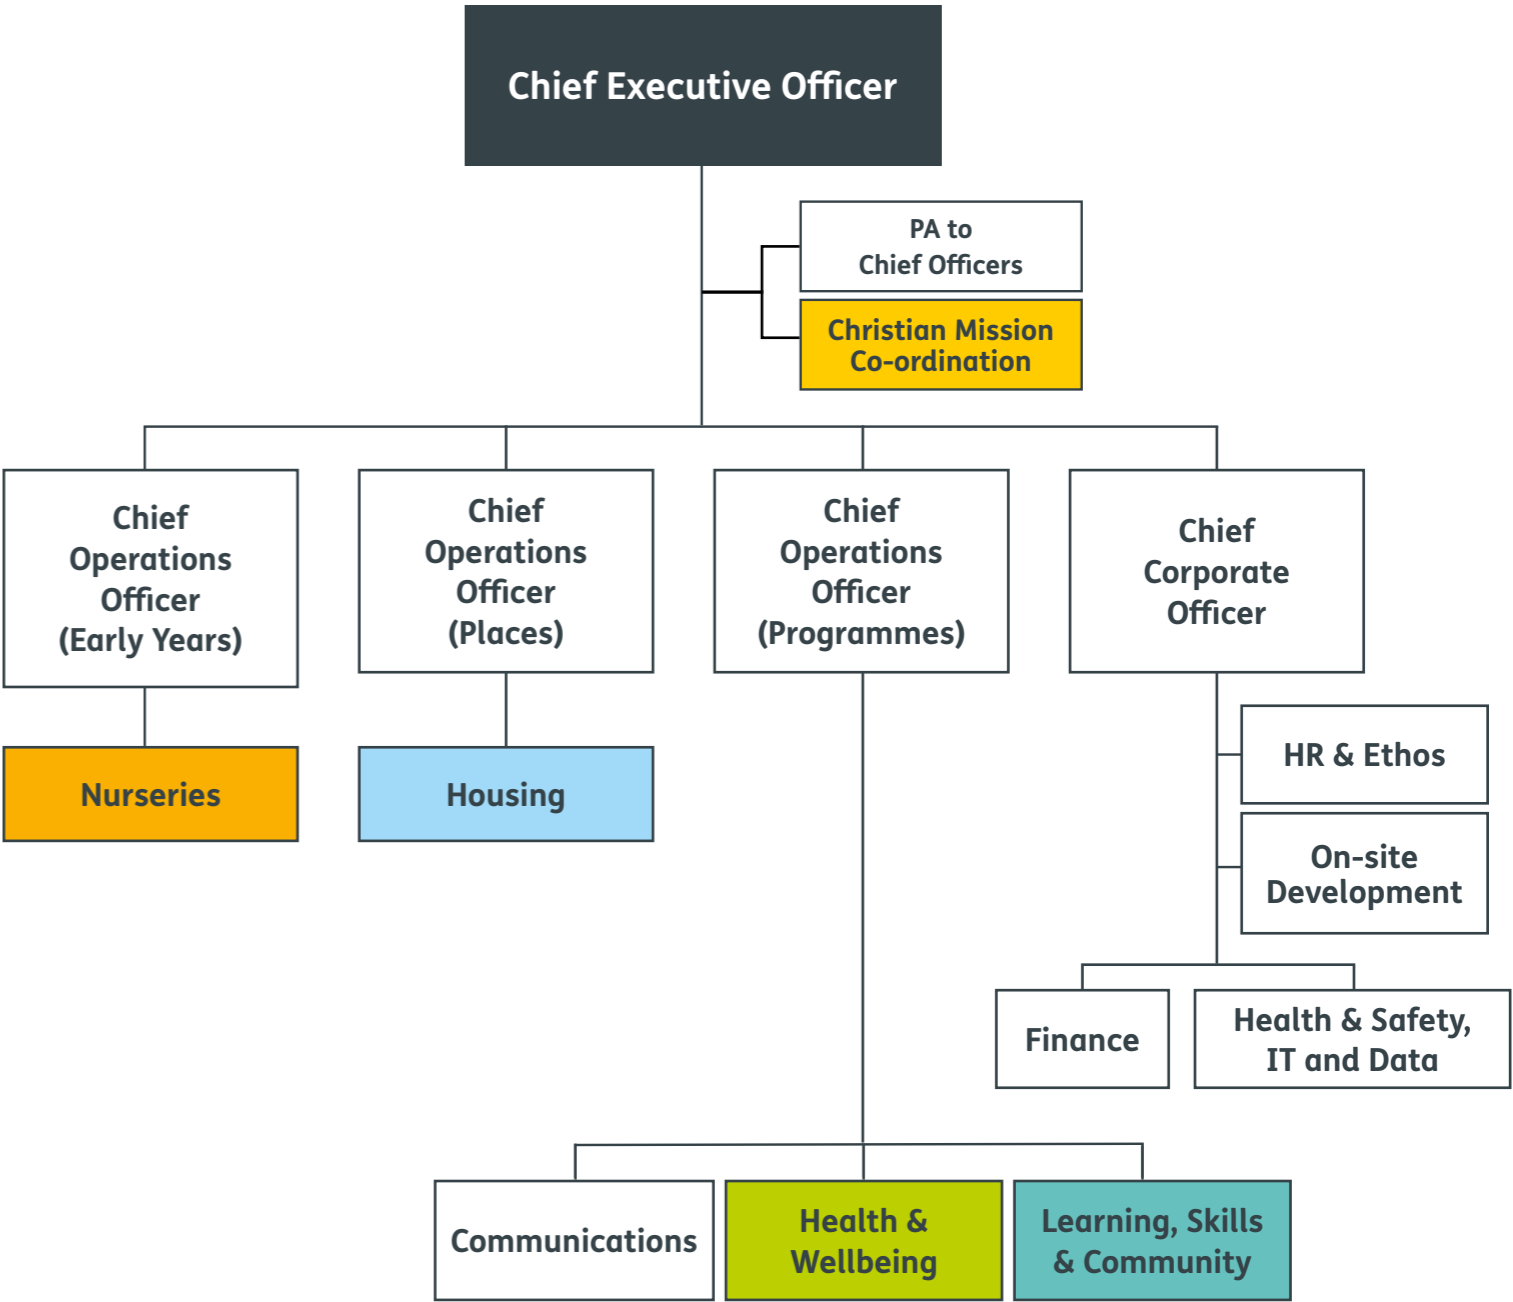 Chief Executive Officer
PA to
Chief Officers
Christian Mission
Co-ordination
Chief
Operations
Officer
(Early Years)
Chief
Operations
Officer
(Places)
Chief
Operations
Officer
(Programmes)
Chief
Corporate
Officer
Nurseries
Housing
HR & Ethos
On-site
Development
Finance
Health & Safety,
IT and Data
Communications
Health &
Wellbeing
Learning, Skills
& Community